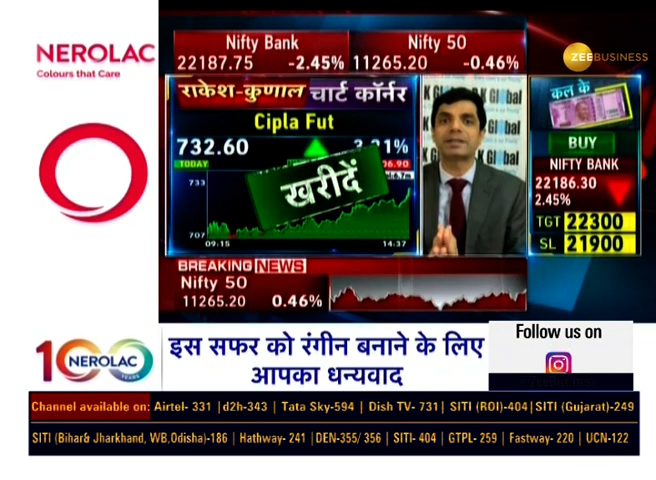 NEROLAC
Colours that Care
Nifty Bank
22187.75 -2.45%
Nifty 50
11265.20 -0.46%
ZEEBUSINESS
राकेश-कुणाल चार्ट कॉर्नर
Cipla Fut
732.60
TODAY
खरीदें
733
707
09:15 14:37
K Global
कल के
BUY
NIFTY BANK
22186.30
2.45%
TGT 22300
SL 21900
BREAKING NEWS
Nifty 50
11265.20 0.46%
100 YEARS NEROLAC
इस सफर को रंगीन बनाने के लिए
आपका धन्यवाद
Follow us on
Channel available on: Airtel- 331 |d2h-343 | Tata Sky-594 | Dish TV- 731| SITI (ROI)-404|SITI (Gujarat)-249
SITI (Bihar& Jharkhand, WB,Odisha)-186 | Hathway- 241 |DEN-355/ 356 | SITI- 404 | GTPL- 259 | Fastway- 220 | UCN-122